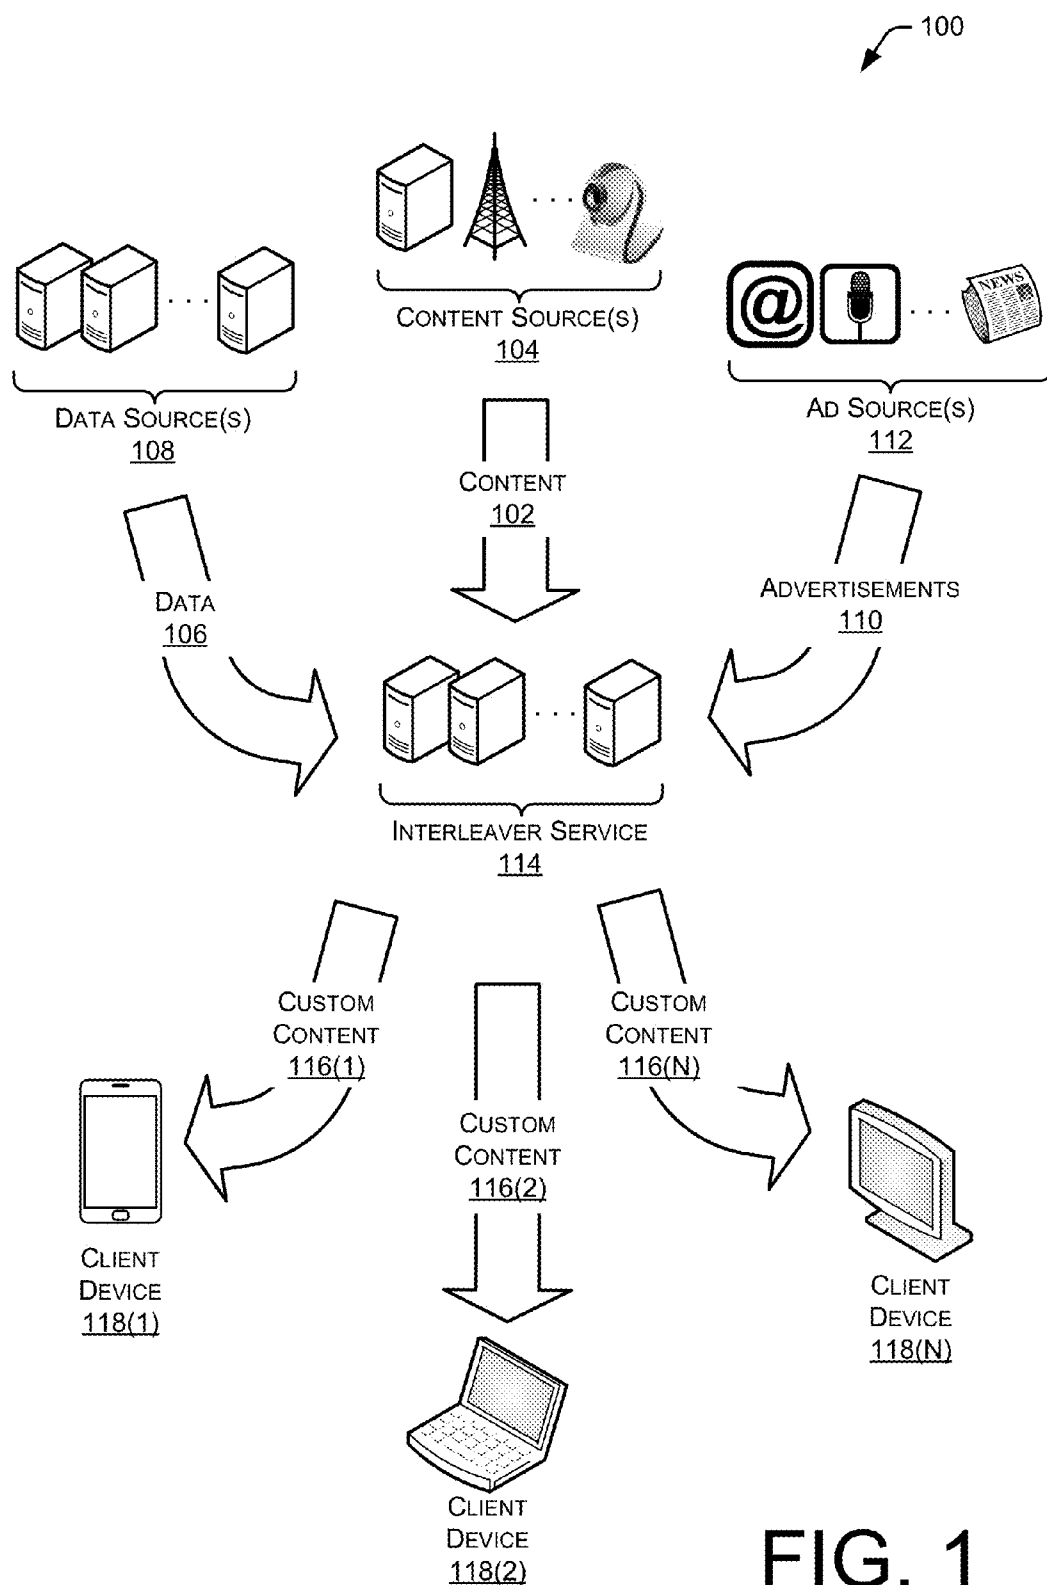 100
CONTENT SOURCE(S)
104
DATA SOURCE(S)
108
@
NEWS
AD SOURCE(S)
112
CONTENT
102
DATA
106
ADVERTISEMENTS
110
INTERLEAVER SERVICE
114
CUSTOM
CONTENT
116(1)
CUSTOM
CONTENT
116(2)
CUSTOM
CONTENT
116(N)
CLIENT
DEVICE
118(1)
CLIENT
DEVICE
118(2)
CLIENT
DEVICE
118(N)
FIG. 1